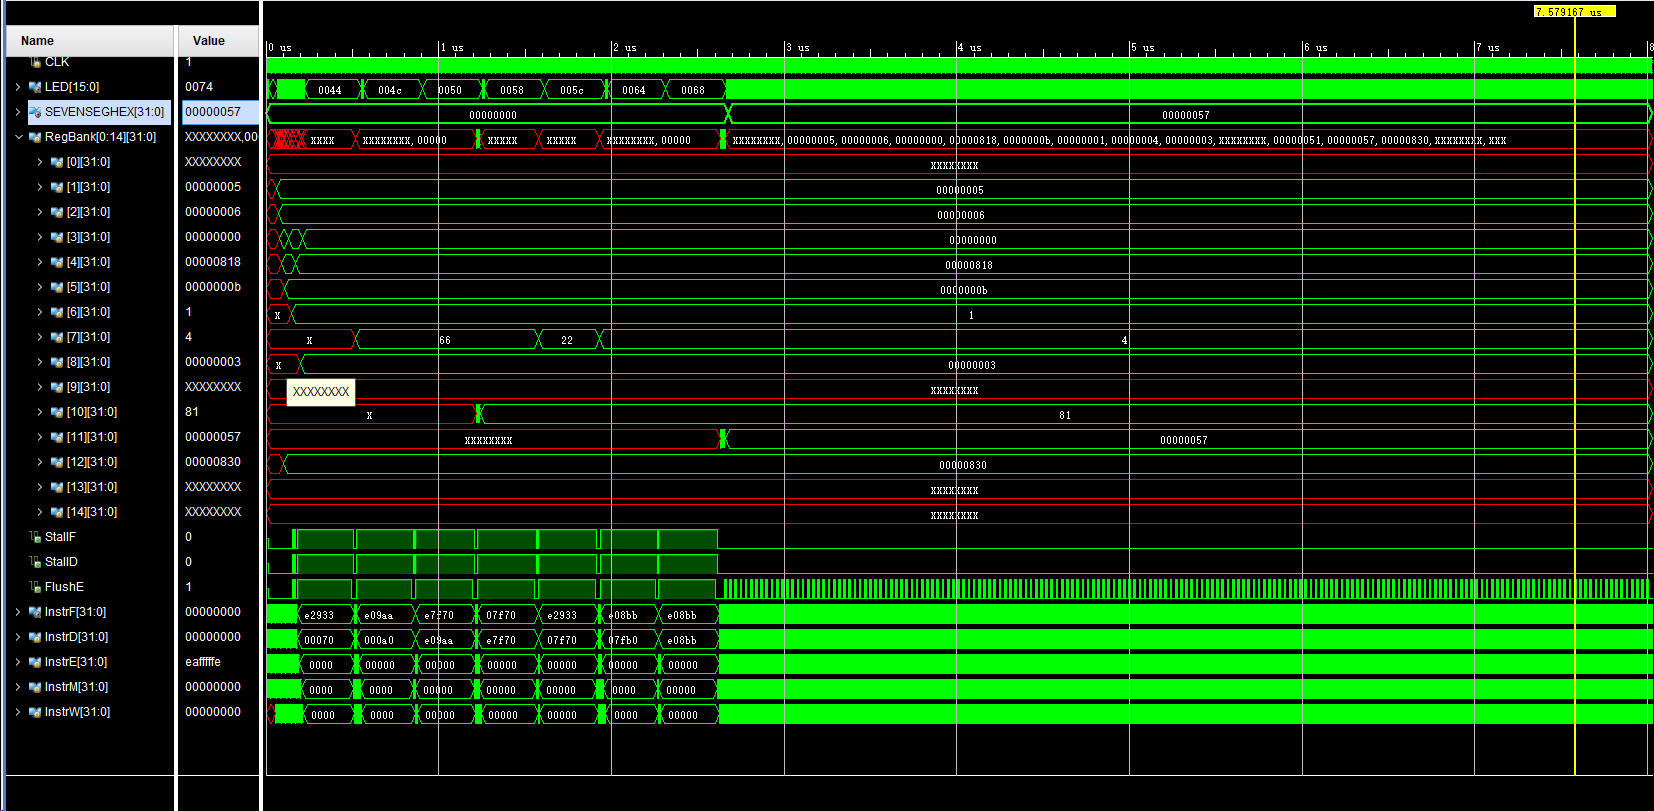 7.579167 us
Name Value
0 us 1 us 2 us 3 us 4 us 5 us 6 us 7 us 8
CLK 1
LED[15:0] 0074 0044 004c 0050 0058 005c 0064 0068
SEVENSEGHEX[31:0] 00000057 00000000 00000057
RegBank[0:14][31:0] XXXXXXXX,00 XXXX XXXXXXXX,00000 XXXXX XXXXX XXXXXXXX,00000 XXXXXXXX,00000005,00000006,00000000,00000818,0000000b,00000001,00000004,00000003,XXXXXXXX,00000051,00000057,00000830,XXXXXXXX,XXX
[0][31:0] XXXXXXXX XXXXXXXX
[1][31:0] 00000005 00000005
[2][31:0] 00000006 00000006
[3][31:0] 00000000 00000000
[4][31:0] 00000818 00000818
[5][31:0] 0000000b 0000000b
[6][31:0] 1 X 1
[7][31:0] 4 X 66 22 4
[8][31:0] 00000003 X 00000003
[9][31:0] XXXXXXXX XXXXXXXX XXXXXXXX
[10][31:0] 81 X 81
[11][31:0] 00000057 XXXXXXXX 00000057
[12][31:0] 00000830 00000830
[13][31:0] XXXXXXXX XXXXXXXX
[14][31:0] XXXXXXXX XXXXXXXX
StallF 0
StallD 0
FlushE 1
InstrF[31:0] 00000000 e2933 e09aa e7f70 07f70 e2933 e08bb e08bb
InstrD[31:0] 00000000 00070 000a0 e09aa e7f70 07f70 07fb0 e08bb
InstrE[31:0] eafffffe 0000 00000 00000 00000 00000 00000 00000
InstrM[31:0] 00000000 0000 0000 00000 00000 00000 0000 00000
InstrW[31:0] 00000000 0000 0000 00000 00000 00000 0000 00000